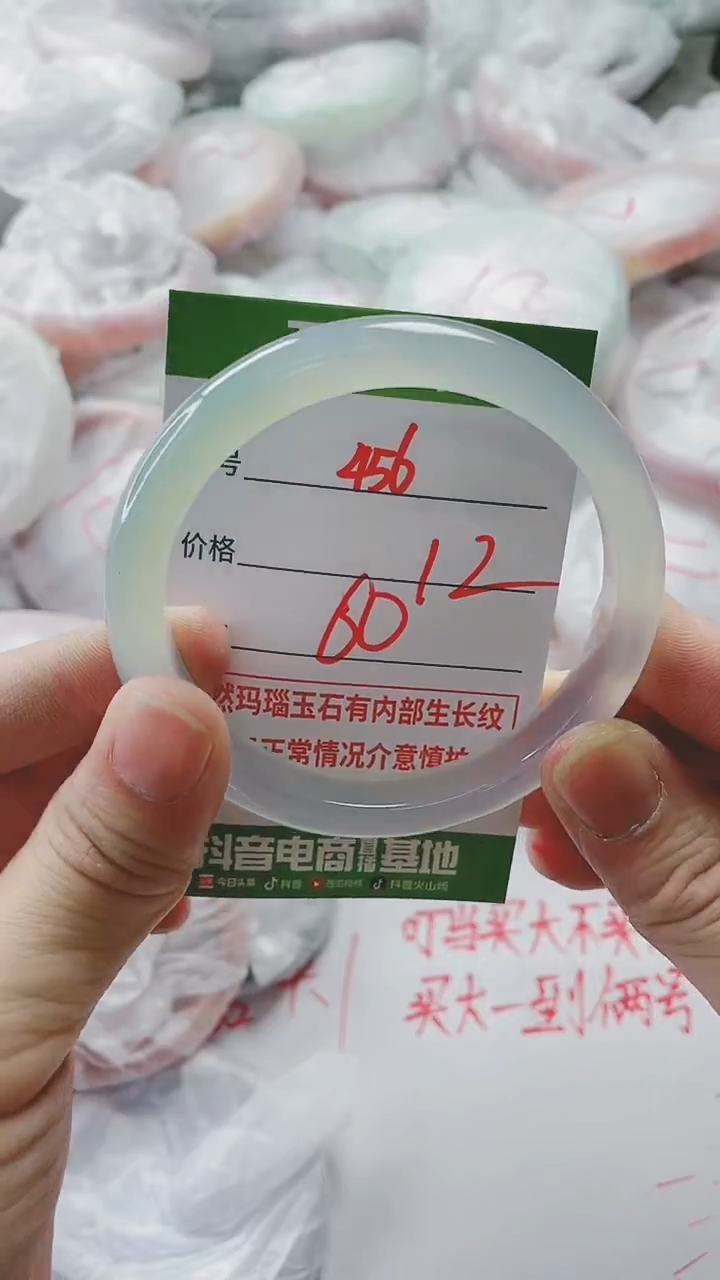 号 456
价格 12
60
然玛瑙玉石有内部生长纹
正常情况介意慎拍
抖音电商直播基地
今日头条 抖音 西瓜视频 抖音火山版
叮当买大不买
买大一到俩号